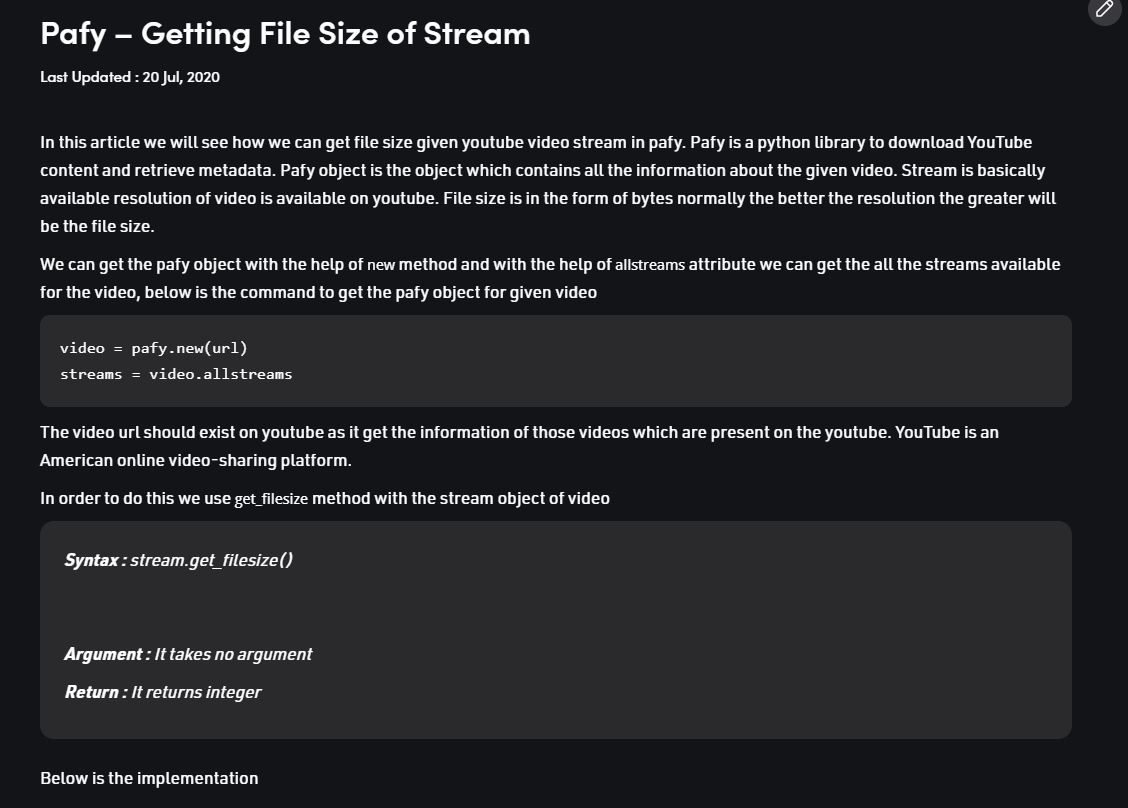 Pafy – Getting File Size of Stream
Last Updated : 20 Jul, 2020
In this article we will see how we can get file size given youtube video stream in pafy. Pafy is a python library to download YouTube
content and retrieve metadata. Pafy object is the object which contains all the information about the given video. Stream is basically
available resolution of video is available on youtube. File size is in the form of bytes normally the better the resolution the greater will
be the file size.
We can get the pafy object with the help of new method and with the help of allstreams attribute we can get the all the streams available
for the video, below is the command to get the pafy object for given video
video = pafy.new(url)
streams = video.allstreams
The video url should exist on youtube as it get the information of those videos which are present on the youtube. YouTube is an
American online video-sharing platform.
In order to do this we use get_filesize method with the stream object of video
Syntax : stream.get_filesize()
Argument : It takes no argument
Return : It returns integer
Below is the implementation